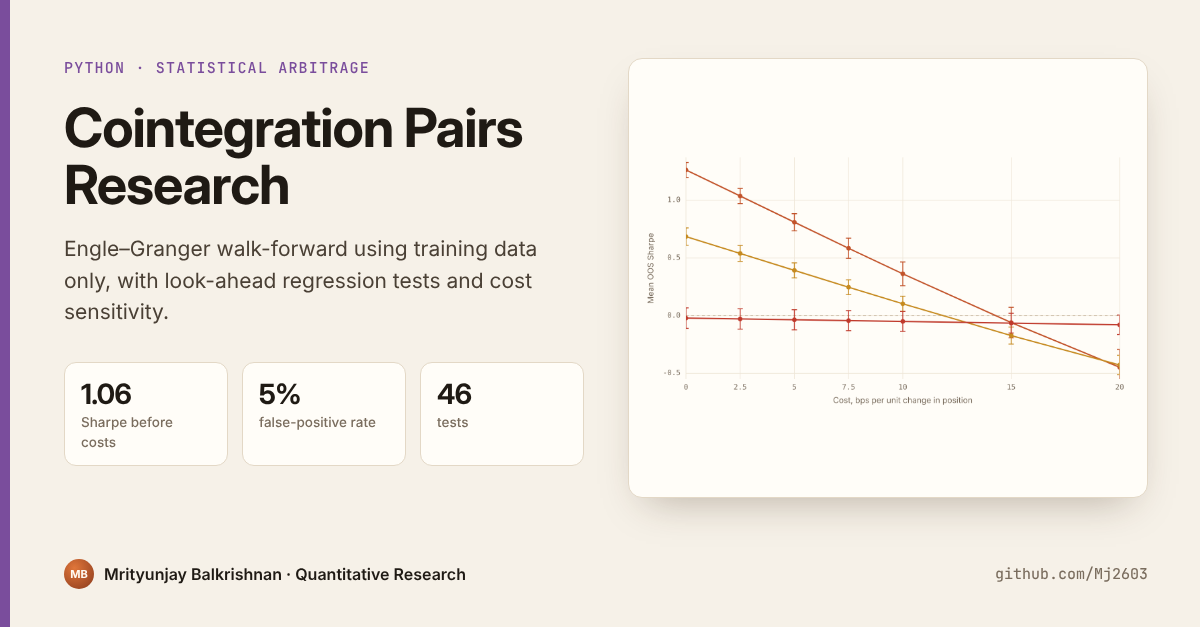 PYTHON · STATISTICAL ARBITRAGE
Cointegration Pairs
Research
Engle–Granger walk-forward using training data
only, with look-ahead regression tests and cost
sensitivity.
1.06
Sharpe before
costs
5%
false-positive rate
46
tests
Mean OOS Sharpe
1.0
0.5
0.0
-0.5
0 2.5 5 7.5 10 15 20
Cost, bps per unit change in position
MB
Mrityunjay Balkrishnan · Quantitative Research
github.com/Mj2603